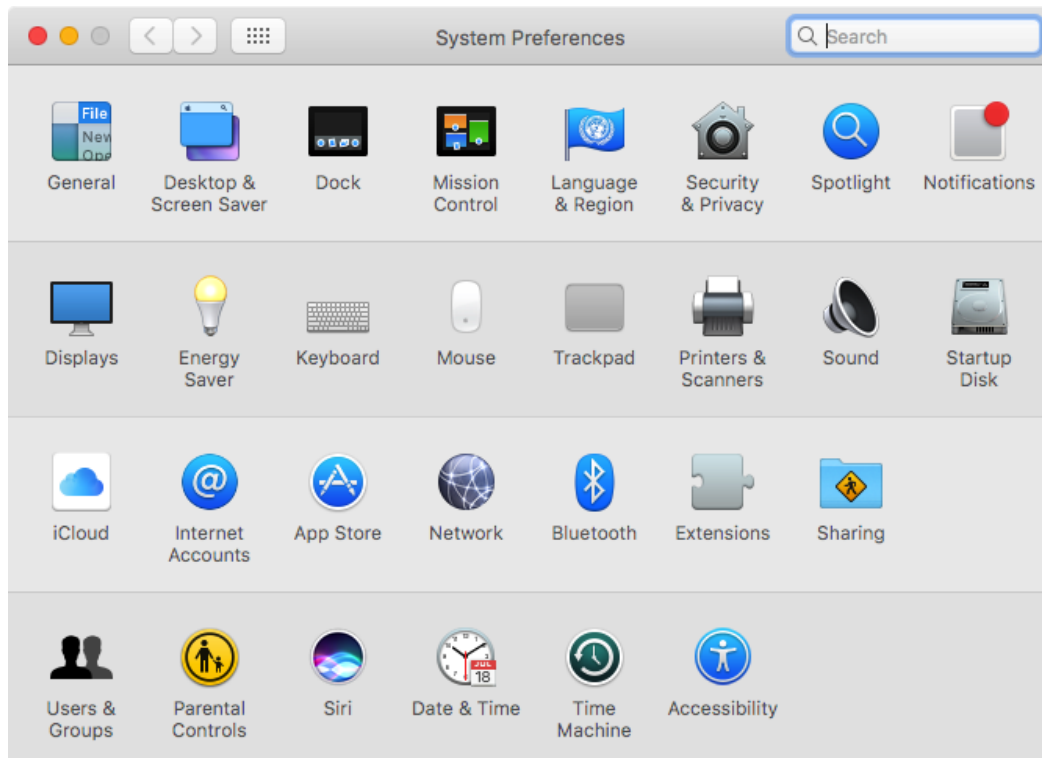 System Preferences
Search
File
New
Ope
General
Desktop &
Screen Saver
Dock
Mission
Control
Language
& Region
Security
& Privacy
Spotlight
Notifications
Displays
Energy
Saver
Keyboard
Mouse
Trackpad
Printers &
Scanners
Sound
Startup
Disk
iCloud
@
Internet
Accounts
App Store
Network
Bluetooth
Extensions
Sharing
Users &
Groups
Parental
Controls
Siri
JUL
18
Date & Time
Time
Machine
Accessibility